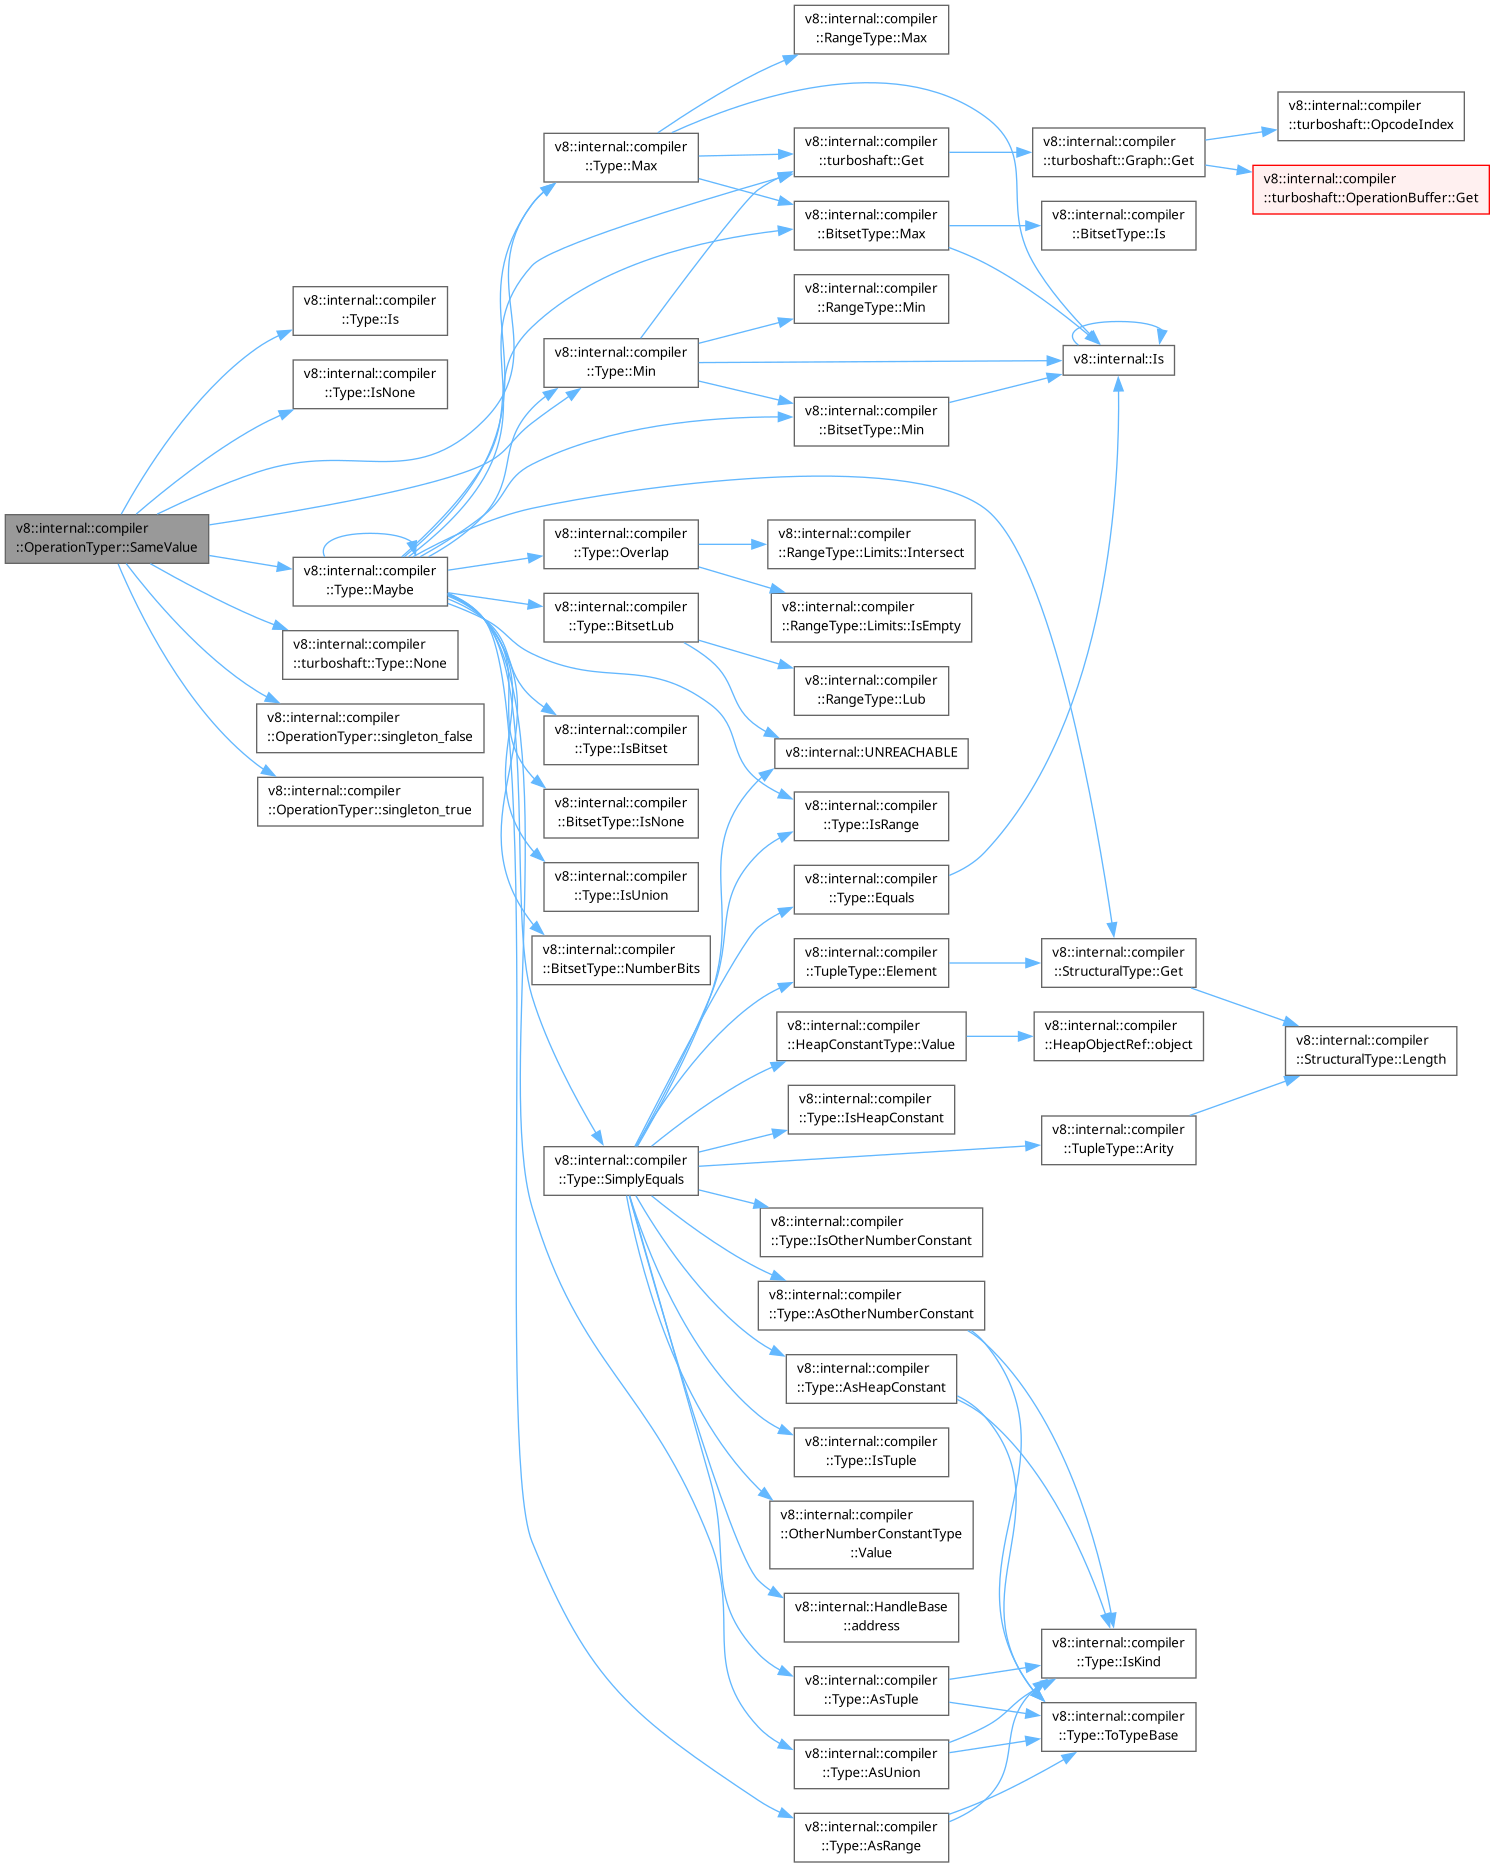 v8::internal::compiler
::OperationTyper::SameValue
v8::internal::compiler
::Type::Is
v8::internal::compiler
::Type::IsNone
v8::internal::compiler
::Type::Maybe
v8::internal::compiler
::turboshaft::Type::None
v8::internal::compiler
::OperationTyper::singleton_false
v8::internal::compiler
::OperationTyper::singleton_true
v8::internal::compiler
::Type::Max
v8::internal::compiler
::Type::Min
v8::internal::compiler
::Type::Overlap
v8::internal::compiler
::Type::BitsetLub
v8::internal::compiler
::Type::IsBitset
v8::internal::compiler
::BitsetType::IsNone
v8::internal::compiler
::Type::IsUnion
v8::internal::compiler
::BitsetType::NumberBits
v8::internal::compiler
::Type::SimplyEquals
v8::internal::compiler
::RangeType::Max
v8::internal::compiler
::turboshaft::Get
v8::internal::compiler
::BitsetType::Max
v8::internal::compiler
::RangeType::Min
v8::internal::compiler
::BitsetType::Min
v8::internal::compiler
::RangeType::Limits::Intersect
v8::internal::compiler
::RangeType::Limits::IsEmpty
v8::internal::compiler
::RangeType::Lub
v8::internal::UNREACHABLE
v8::internal::compiler
::Type::IsRange
v8::internal::compiler
::Type::Equals
v8::internal::compiler
::TupleType::Element
v8::internal::compiler
::HeapConstantType::Value
v8::internal::compiler
::Type::IsHeapConstant
v8::internal::compiler
::Type::IsOtherNumberConstant
v8::internal::compiler
::Type::AsOtherNumberConstant
v8::internal::compiler
::Type::AsHeapConstant
v8::internal::compiler
::Type::IsTuple
v8::internal::compiler
::OtherNumberConstantType
::Value
v8::internal::HandleBase
::address
v8::internal::compiler
::Type::AsTuple
v8::internal::compiler
::Type::AsUnion
v8::internal::compiler
::Type::AsRange
v8::internal::compiler
::turboshaft::Graph::Get
v8::internal::compiler
::BitsetType::Is
v8::internal::Is
v8::internal::compiler
::StructuralType::Get
v8::internal::compiler
::HeapObjectRef::object
v8::internal::compiler
::TupleType::Arity
v8::internal::compiler
::Type::IsKind
v8::internal::compiler
::Type::ToTypeBase
v8::internal::compiler
::turboshaft::OpcodeIndex
v8::internal::compiler
::turboshaft::OperationBuffer::Get
v8::internal::compiler
::StructuralType::Length